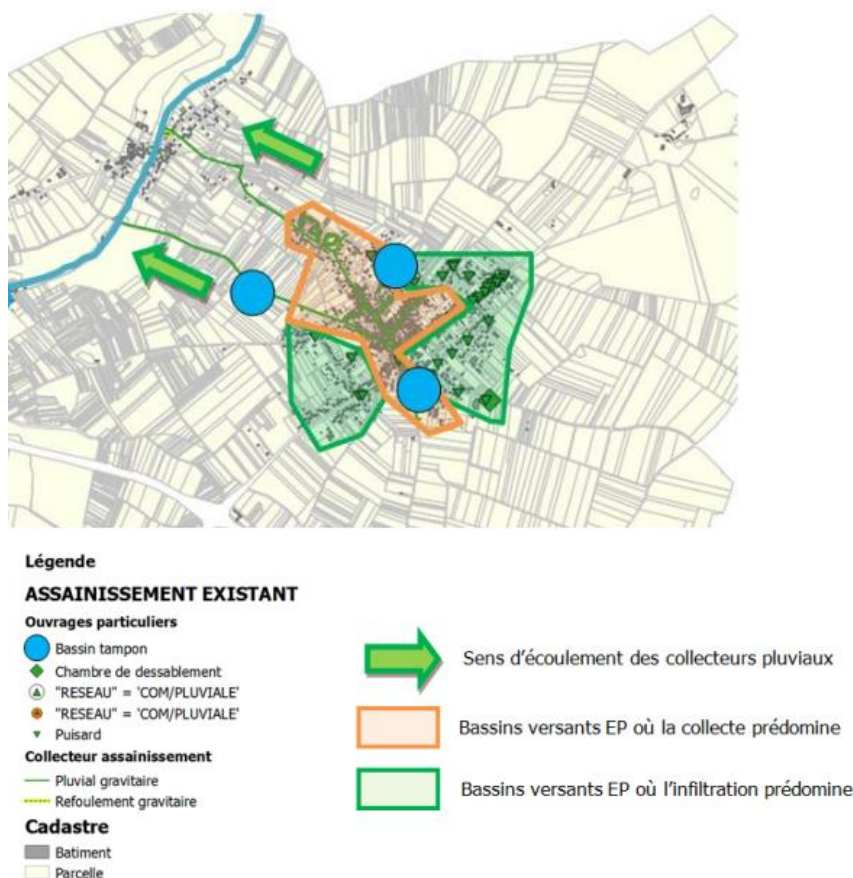 Légende
ASSAINISSEMENT EXISTANT
Ouvrages particuliers
Bassin tampon
Chambre de dessablement
"RESEAU" = 'COM/PLUVIALE'
"RESEAU" = 'COM/PLUVIALE'
Puisard
Collecteur assainissement
Pluvial gravitaire
Refoulement gravitaire
Cadastre
Batiment
Parcelle
Sens d'écoulement des collecteurs pluviaux
Bassins versants EP où la collecte prédomine
Bassins versants EP où l'infiltration prédomine